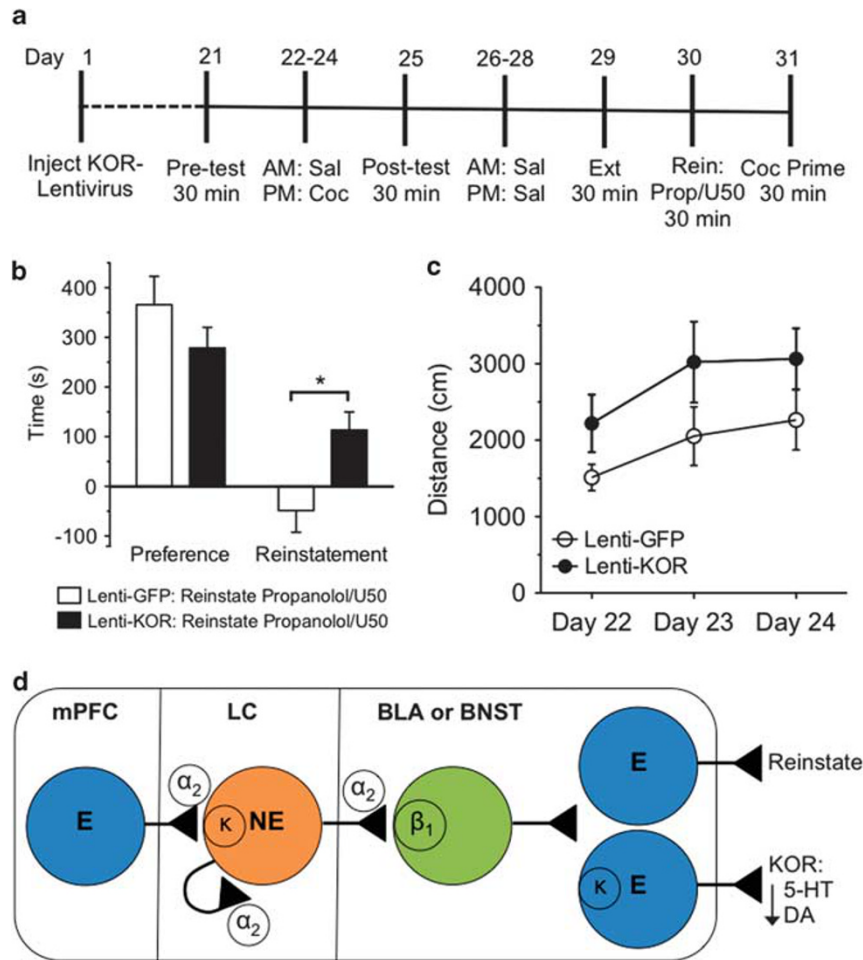 a
Day 1 21 22-24 25 26-28 29 30 31
Inject KOR-
Lentivirus
Pre-test
30 min
AM: Sal
PM: Coc
Post-test
30 min
AM: Sal
PM: Sal
Ext
30 min
Rein:
Prop/U50
30 min
Coc Prime
30 min
b
Time (s)
400
300
200
100
0
-100
*
Preference Reinstatement
Lenti-GFP: Reinstate Propanolol/U50
Lenti-KOR: Reinstate Propanolol/U50
c
Distance (cm)
4000
3000
2000
1000
0
Lenti-GFP
Lenti-KOR
Day 22 Day 23 Day 24
d
mPFC LC BLA or BNST
E
α2
κ NE
α2
α2
β1
E
Reinstate
κ E
KOR:
↓ 5-HT
DA